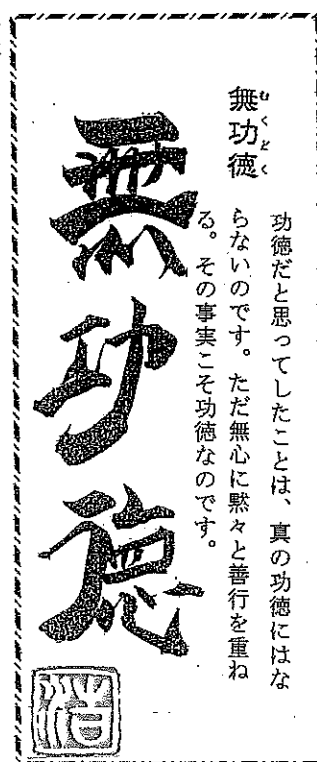 無功徳
むくどく
功徳だと思ってしたことは、真の功徳にはな
らないのです。ただ無心に黙々と善行を重ね
る。その事実こそ功徳なのです。
無功徳